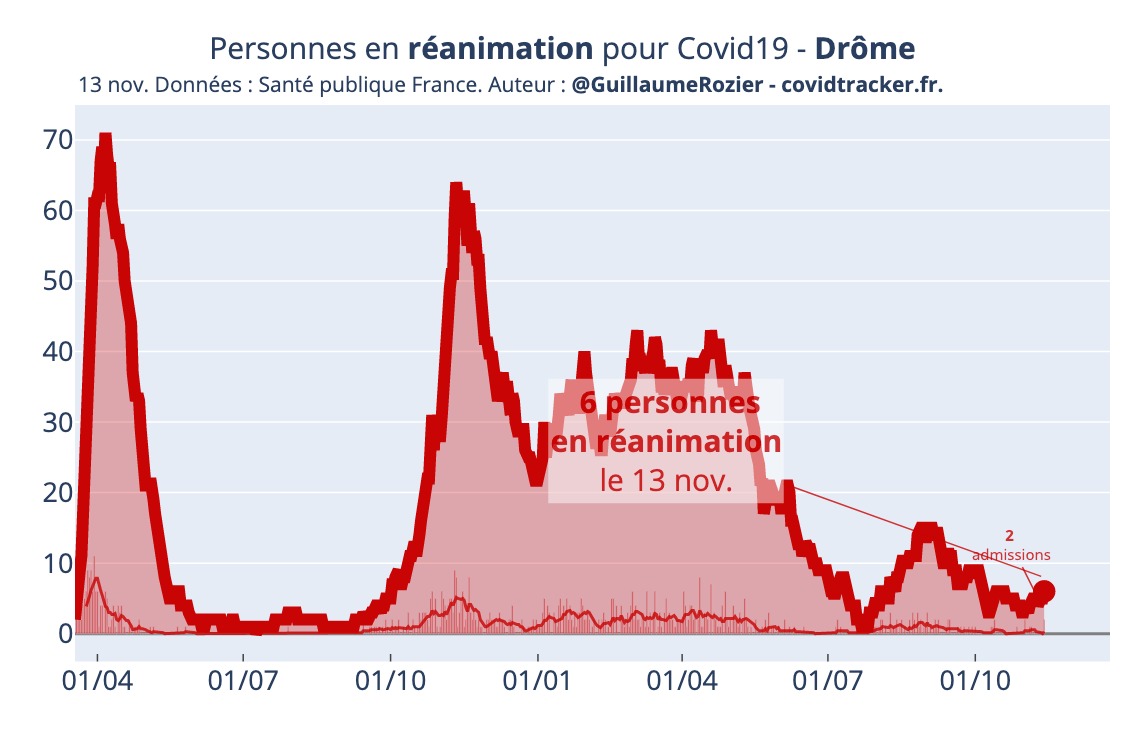 Personnes en réanimation pour Covid19 - Drôme
13 nov. Données : Santé publique France. Auteur : @GuillaumeRozier - covidtracker.fr.
70
60
50
40
30
20
10
0
6 personnes
en réanimation
le 13 nov.
2
admissions
01/04
01/07
01/10
01/01
01/04
01/07
01/10